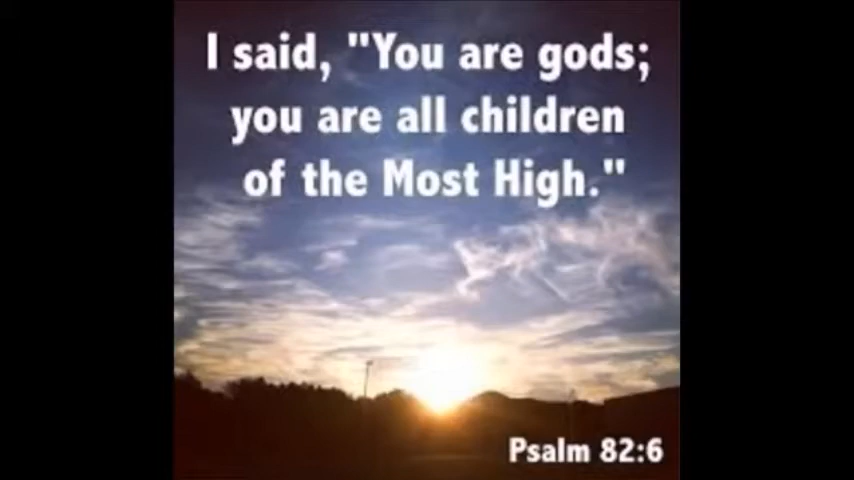 I said, "You are gods;
you are all children
of the Most High."
Psalm 82:6